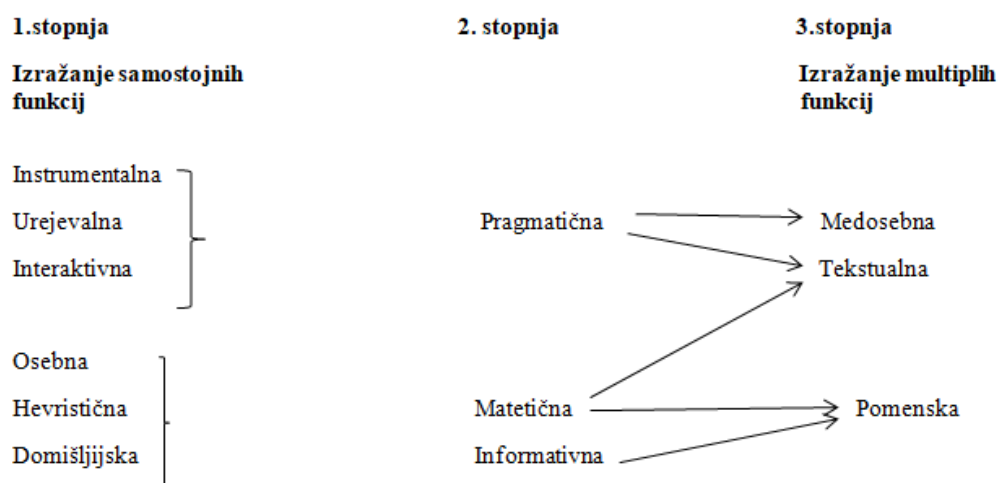 1.stopnja 2. stopnja 3.stopnja
Izražanje samostojnih Izražanje multiplih
funkcij funkcij
Instrumentalna
Urejevalna Pragmatična Medosebna
Interaktivna Tekstualna
Osebna
Hevristična Matetična Pomenska
Domišljijska Informativna